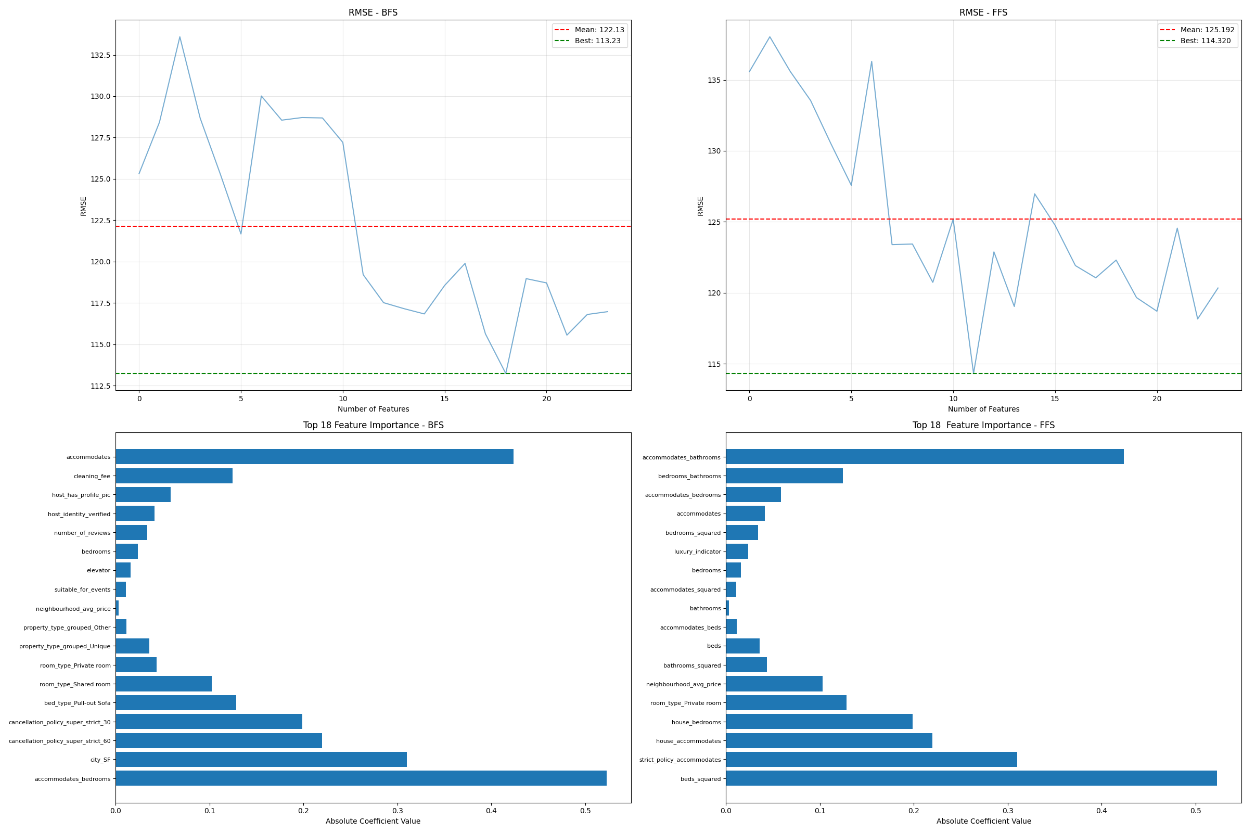 RMSE - BFS
Mean: 122.13
Best: 113.23
132.5
130.0
127.5
125.0
122.5
120.0
117.5
115.0
112.5
RMSE
0 5 10 15 20
Number of Features
RMSE - FFS
Mean: 125.192
Best: 114.320
135
130
125
120
115
RMSE
0 5 10 15 20
Number of Features
Top 18 Feature Importance - BFS
accommodates
cleaning_fee
host_has_profile_pic
host_identity_verified
number_of_reviews
bedrooms
elevator
suitable_for_events
neighbourhood_avg_price
property_type_grouped_Other
property_type_grouped_Unique
room_type_Private room
room_type_Shared room
bed_type_Pull-out Sofa
cancellation_policy_super_strict_30
cancellation_policy_super_strict_60
city_SF
accommodates_bedrooms
0.0 0.1 0.2 0.3 0.4 0.5
Absolute Coefficient Value
Top 18  Feature Importance - FFS
accommodates_bathrooms
bedrooms_bathrooms
accommodates_bedrooms
accommodates
bedrooms_squared
luxury_indicator
bedrooms
accommodates_squared
bathrooms
accommodates_beds
beds
bathrooms_squared
neighbourhood_avg_price
room_type_Private room
house_bedrooms
house_accommodates
strict_policy_accommodates
beds_squared
0.0 0.1 0.2 0.3 0.4 0.5
Absolute Coefficient Value